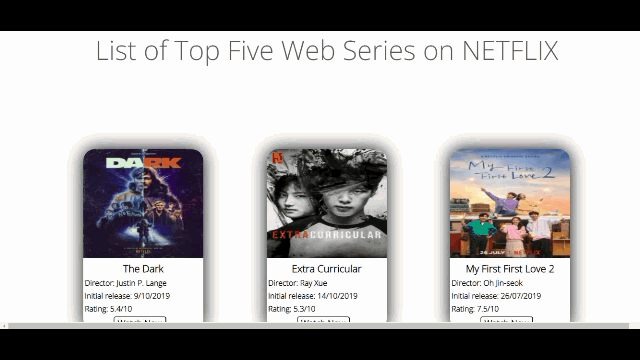 List of Top Five Web Series on NETFLIX
DARK
EXTRACURRICULAR
My First
First Love 2
26 JULY NETFLIX
The Dark
Director: Justin P. Lange
Initial release: 9/10/2019
Rating: 5.4/10
Watch Now
Extra Curricular
Director: Ray Xue
Initial release: 14/10/2019
Rating: 5.3/10
Watch Now
My First First Love 2
Director: Oh Jin-seok
Initial release: 26/07/2019
Rating: 7.5/10
Watch Now